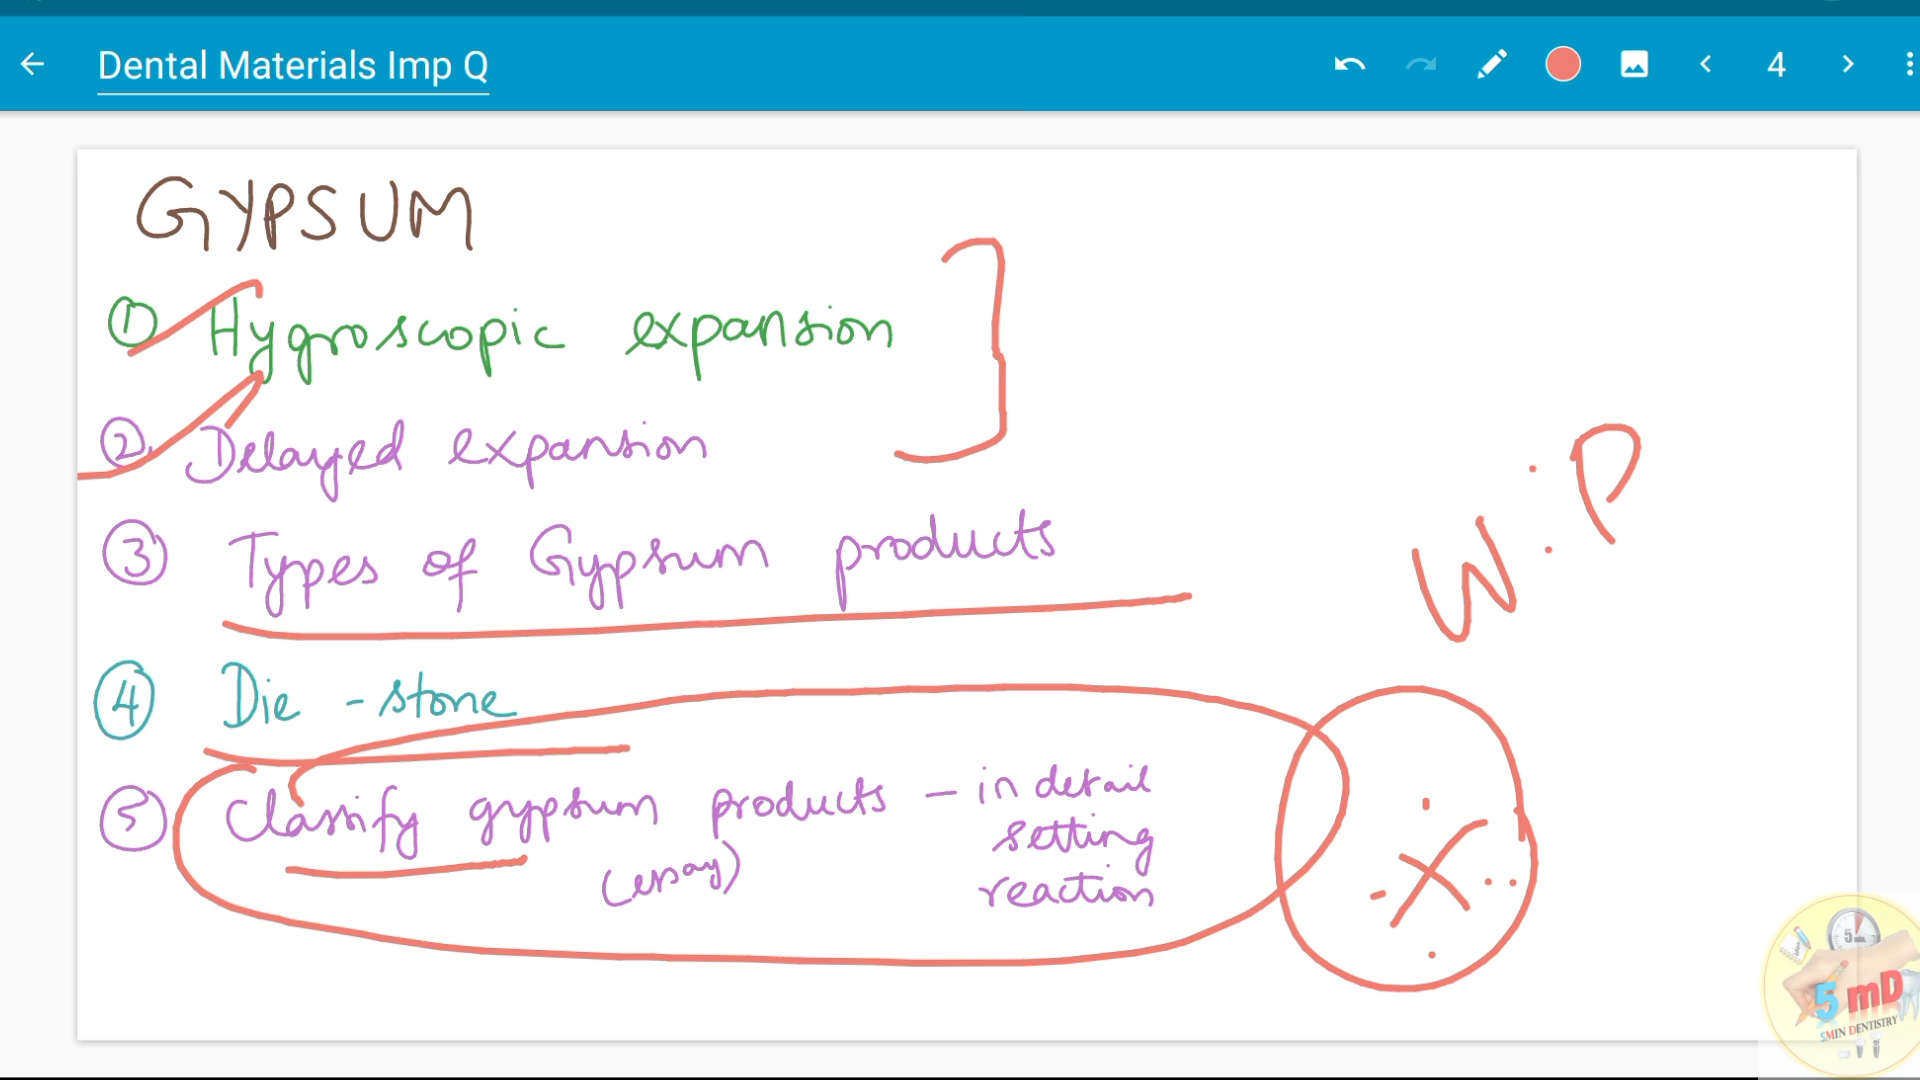 Dental Materials Imp Q
4
GYPSUM
① Hygroscopic expansion
②. Delayed expansion
③ Types of Gypsum products
W:P
④ Die - stone
⑤ Classify gypsum products - in detail
setting
(essay)
reaction
X
5 mD
5MIN DENTISTRY